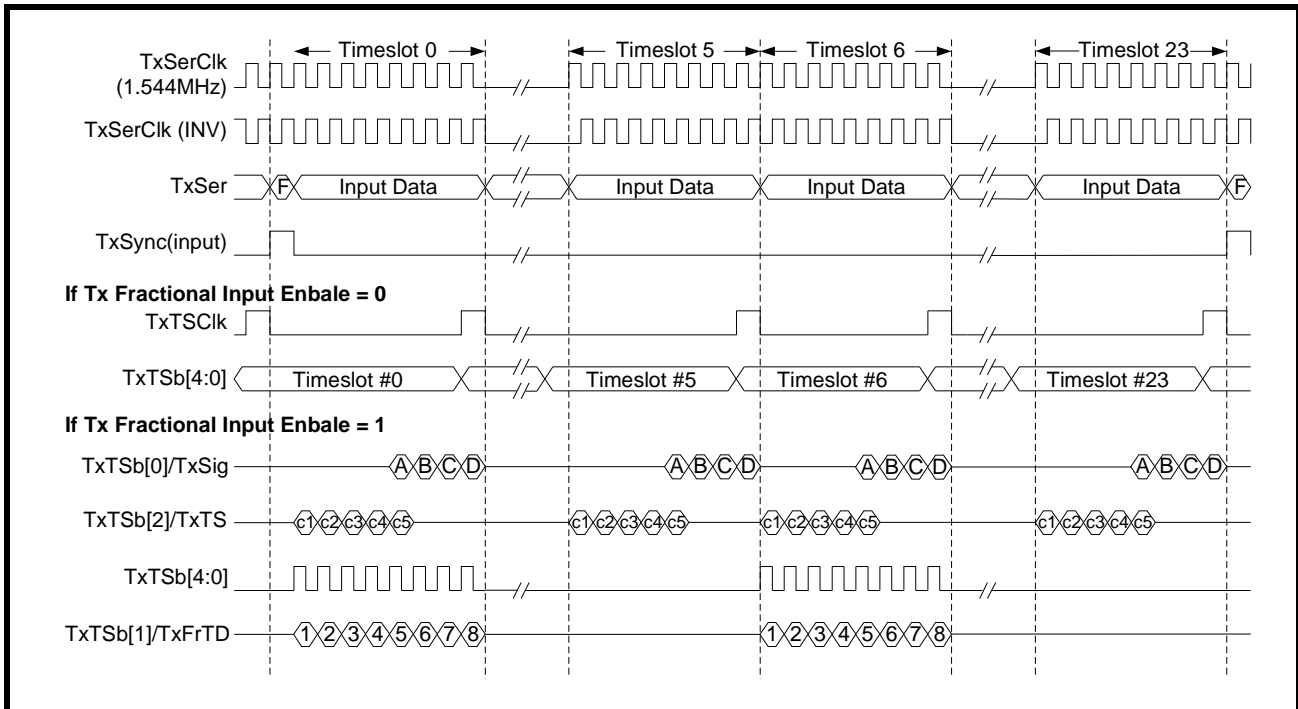 Timeslot 0 Timeslot 5 Timeslot 6 Timeslot 23
TxSerClk
(1.544MHz)
TxSerClk (INV)
TxSer F Input Data Input Data Input Data Input Data F
TxSync(input)
If Tx Fractional Input Enbale = 0
TxTSClk
TxTSb[4:0] Timeslot #0 Timeslot #5 Timeslot #6 Timeslot #23
If Tx Fractional Input Enbale = 1
TxTSb[0]/TxSig A B C D A B C D A B C D A B C D
TxTSb[2]/TxTS c1 c2 c3 c4 c5 c1 c2 c3 c4 c5 c1 c2 c3 c4 c5 c1 c2 c3 c4 c5
TxTSb[4:0]
TxTSb[1]/TxFrTD 1 2 3 4 5 6 7 8 1 2 3 4 5 6 7 8